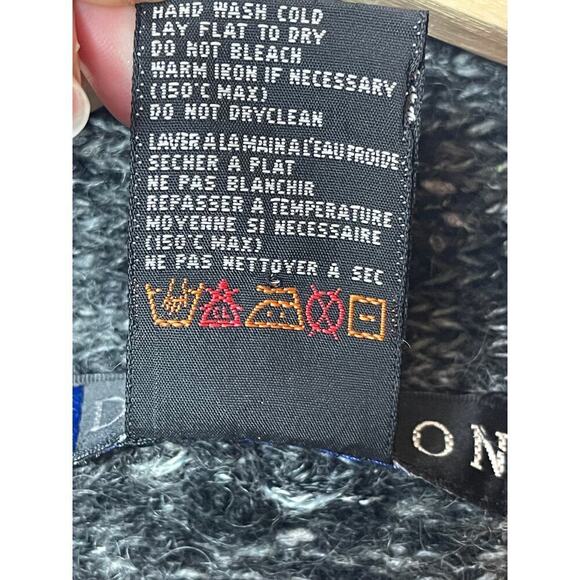 HAND WASH COLD
LAY FLAT TO DRY
DO NOT BLEACH
WARM IRON IF NECESSARY
(150°C MAX)
DO NOT DRYCLEAN
LAVER A LA MAIN A L'EAU FROIDE
SECHER A PLAT
NE PAS BLANCHIR
REPASSER A TEMPERATURE
MOYENNE SI NECESSAIRE
(150°C MAX)
NE PAS NETTOYER A SEC
CL
D
ON